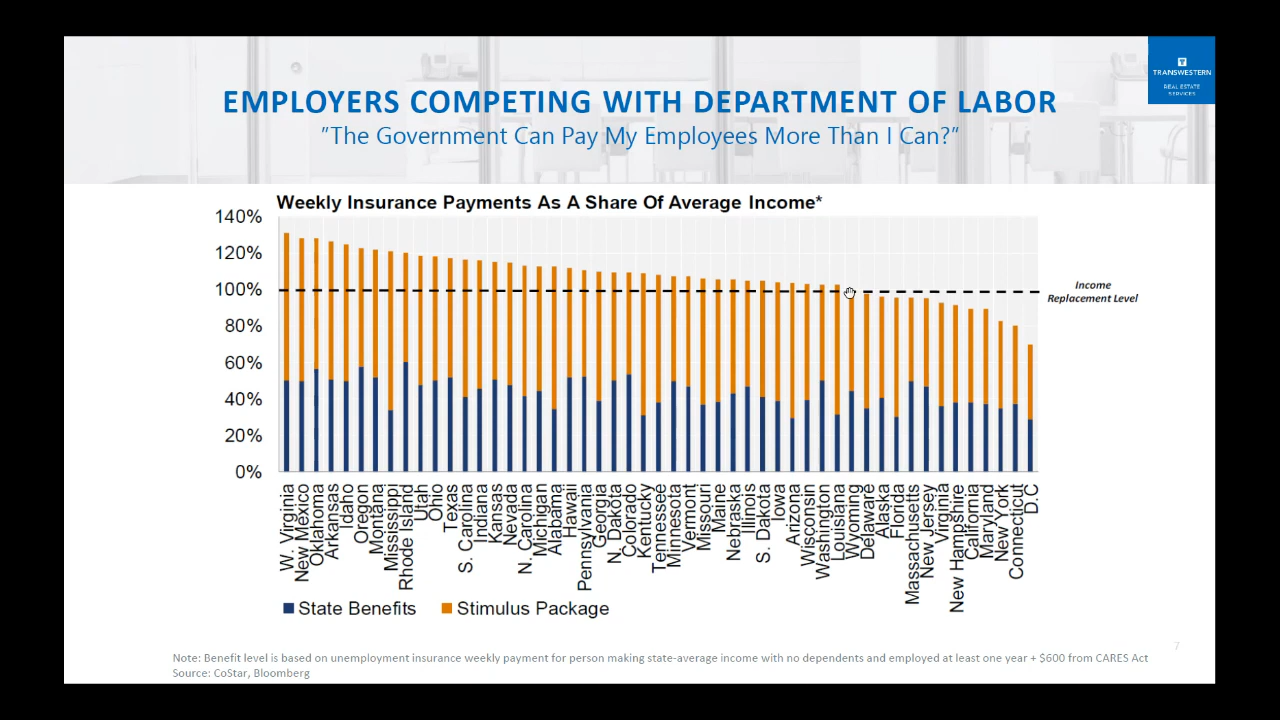 TRANSWESTERN
REAL ESTATE
SERVICES
EMPLOYERS COMPETING WITH DEPARTMENT OF LABOR
"The Government Can Pay My Employees More Than I Can?"
Weekly Insurance Payments As A Share Of Average Income*
140%
120%
100%
80%
60%
40%
20%
0%
Income
Replacement Level
W. Virginia
New Mexico
Oklahoma
Arkansas
Idaho
Oregon
Montana
Mississippi
Rhode Island
Utah
Ohio
Texas
S. Carolina
Indiana
Kansas
Nevada
N. Carolina
Michigan
Alabama
Hawaii
Pennsylvania
Georgia
N. Dakota
Colorado
Kentucky
Tennessee
Minnesota
Vermont
Missouri
Maine
Nebraska
Illinois
S. Dakota
Iowa
Arizona
Wisconsin
Washington
Louisiana
Wyoming
Delaware
Alaska
Florida
Massachusetts
New Jersey
Virginia
New Hampshire
California
Maryland
New York
Connecticut
D.C
State Benefits
Stimulus Package
7
Note: Benefit level is based on unemployment insurance weekly payment for person making state-average income with no dependents and employed at least one year + $600 from CARES Act
Source: CoStar, Bloomberg